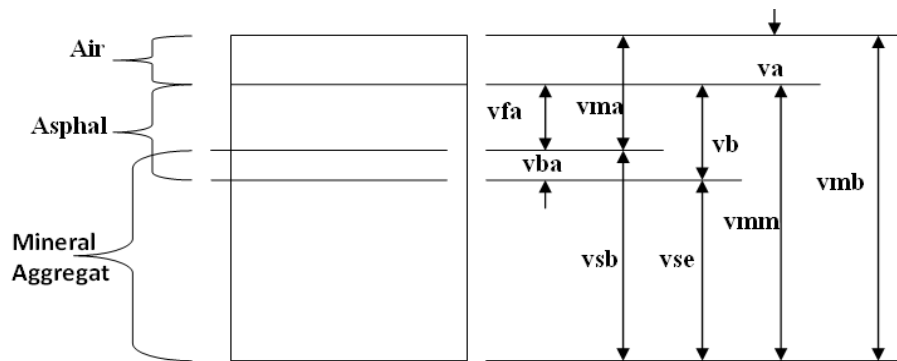 Air
Asphal
Mineral
Aggregat
va
vfa
vma
vb
vba
vmb
vmm
vsb
vse